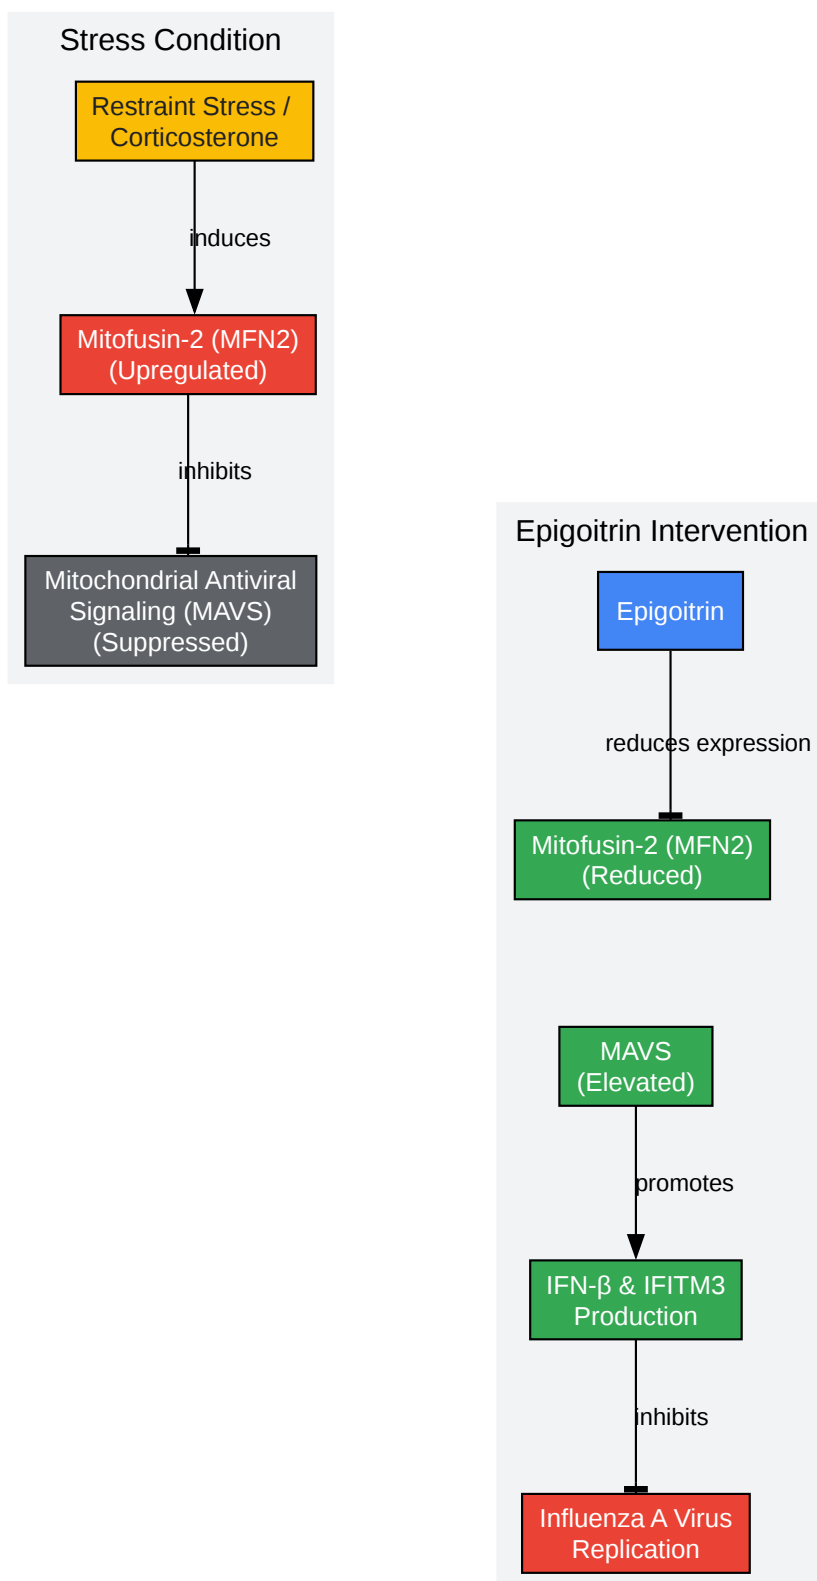 Stress Condition
Restraint Stress /
Corticosterone
induces
Mitofusin-2 (MFN2)
(Upregulated)
inhibits
Mitochondrial Antiviral
Signaling (MAVS)
(Suppressed)
Epigoitrin Intervention
Epigoitrin
reduces expression
Mitofusin-2 (MFN2)
(Reduced)
MAVS
(Elevated)
promotes
IFN-β & IFITM3
Production
inhibits
Influenza A Virus
Replication